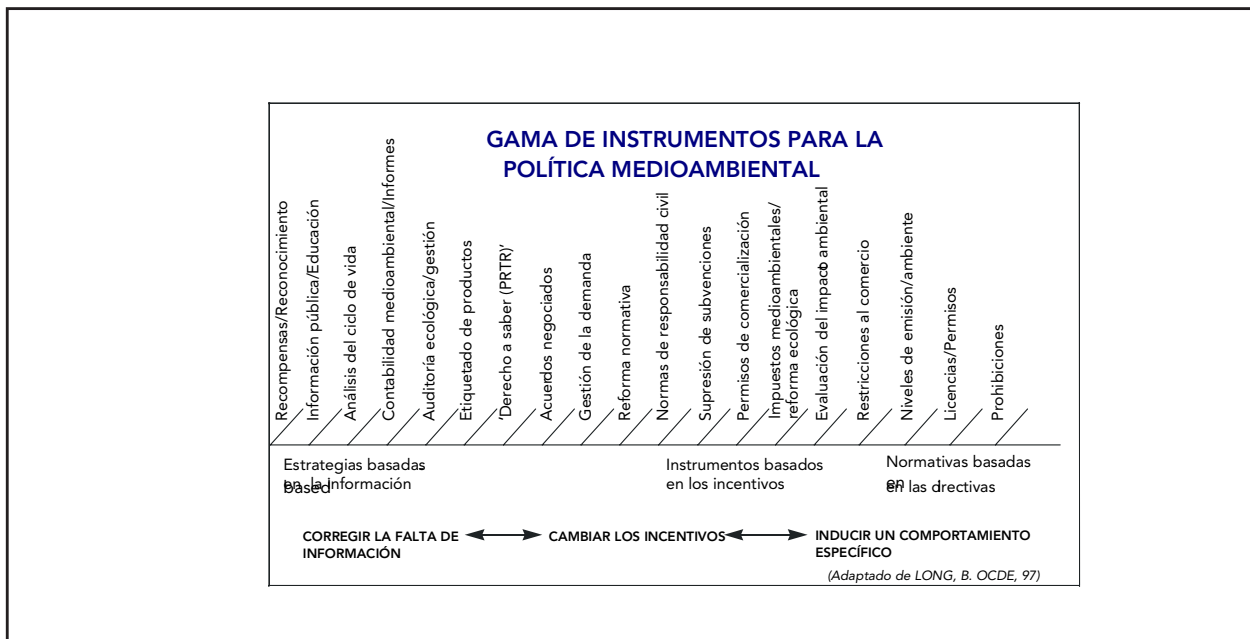 GAMA DE INSTRUMENTOS PARA LA
POLÍTICA MEDIOAMBIENTAL
Recompensas/Reconocimiento
Información pública/Educación
Análisis del ciclo de vida
Contabilidad medioambiental/Informes
Auditoría ecológica/gestión
Etiquetado de productos
'Derecho a saber (PRTR)'
Acuerdos negociados
Gestión de la demanda
Reforma normativa
Normas de responsabilidad civil
Supresión de subvenciones
Permisos de comercialización
Impuestos medioambientales/
reforma ecológica
Evaluación del impacto ambiental
Restricciones al comercio
Niveles de emisión/ambiente
Licencias/Permisos
Prohibiciones
Estrategias basadas
en la información
based
Instrumentos basados
en los incentivos
Normativas basadas
en
en las directivas
CORREGIR LA FALTA DE
INFORMACIÓN
CAMBIAR LOS INCENTIVOS
INDUCIR UN COMPORTAMIENTO
ESPECÍFICO
(Adaptado de LONG, B. OCDE, 97)